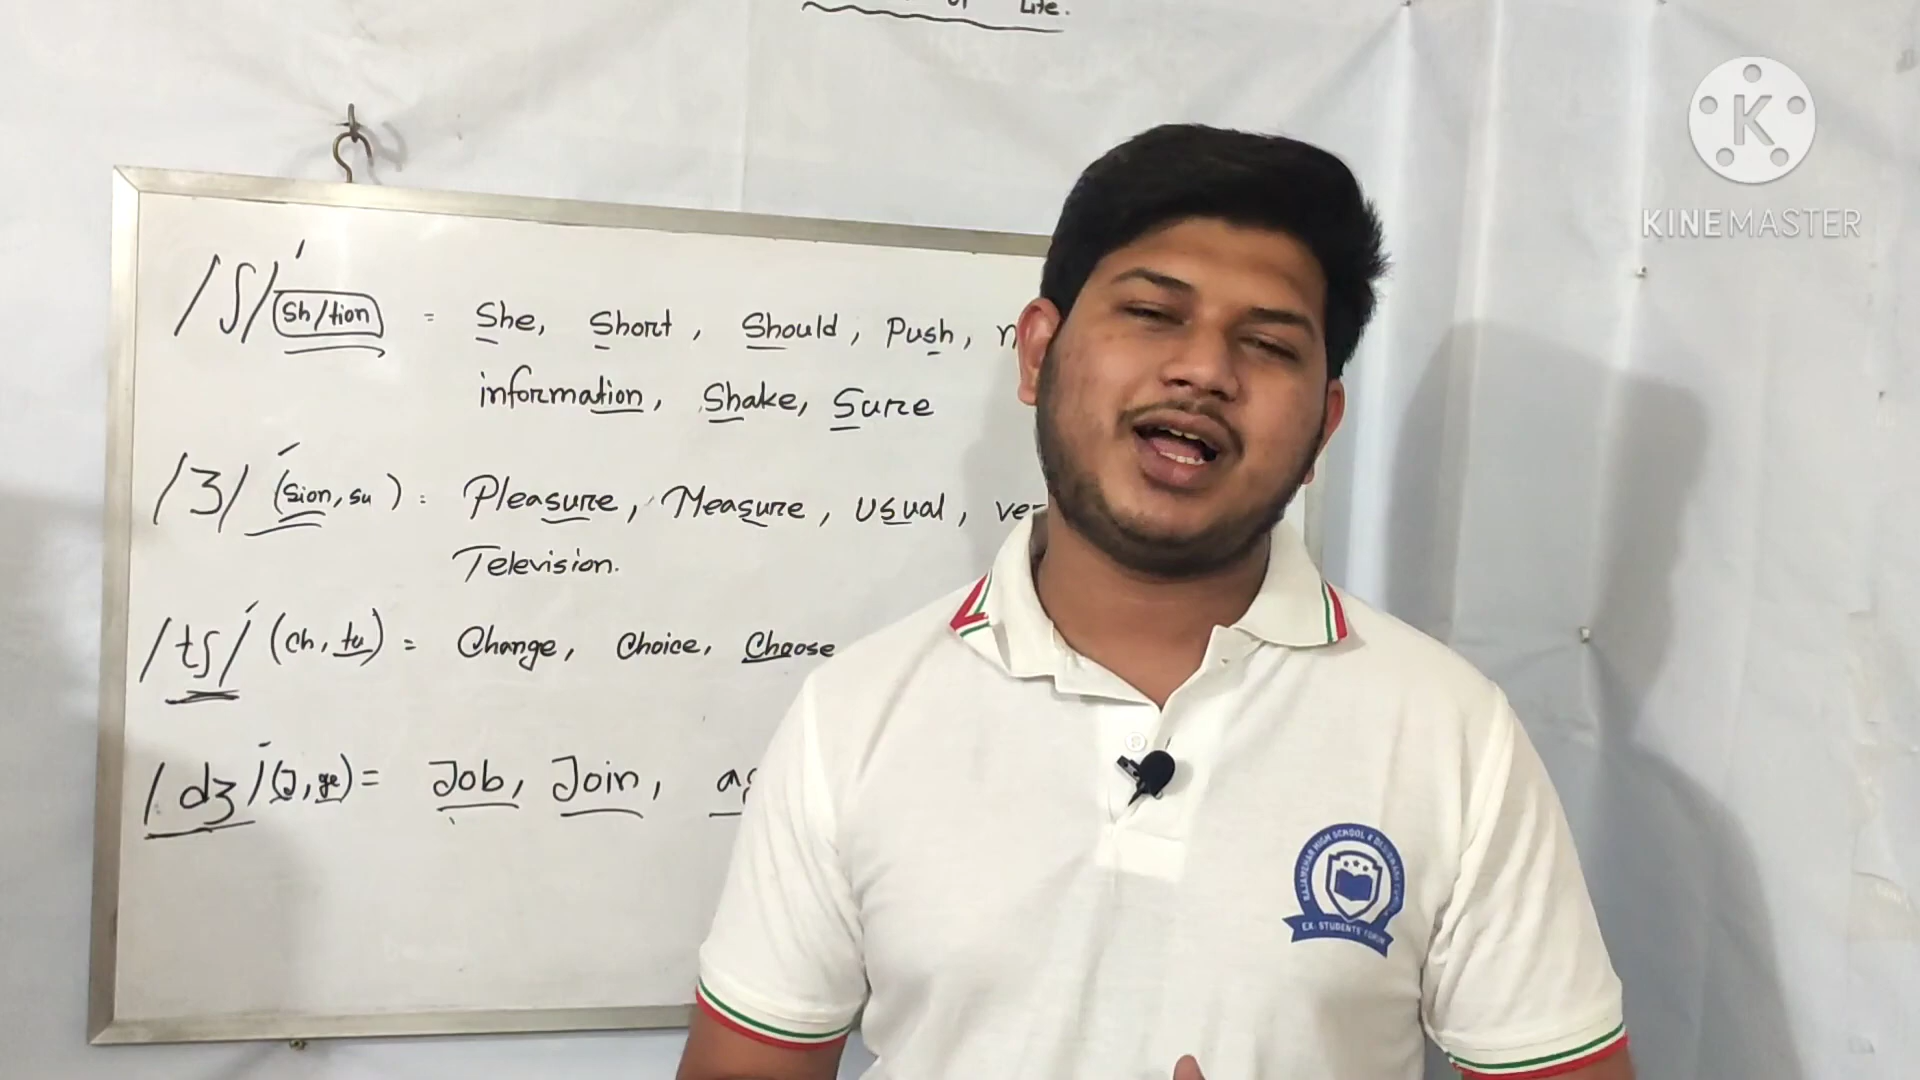 Life.
/ʃ/ Sh/tion = She, Short, Should, Push,
information, Shake, Sure
/ʒ/ (sion, su) = Pleasure, Measure, usual,
Television.
/tʃ/ (ch, tu) = Change, Choice, Choose
/dʒ/ (J, ge) = Job, Join,
KINEMASTER
EX. STUDENTS' FORUM